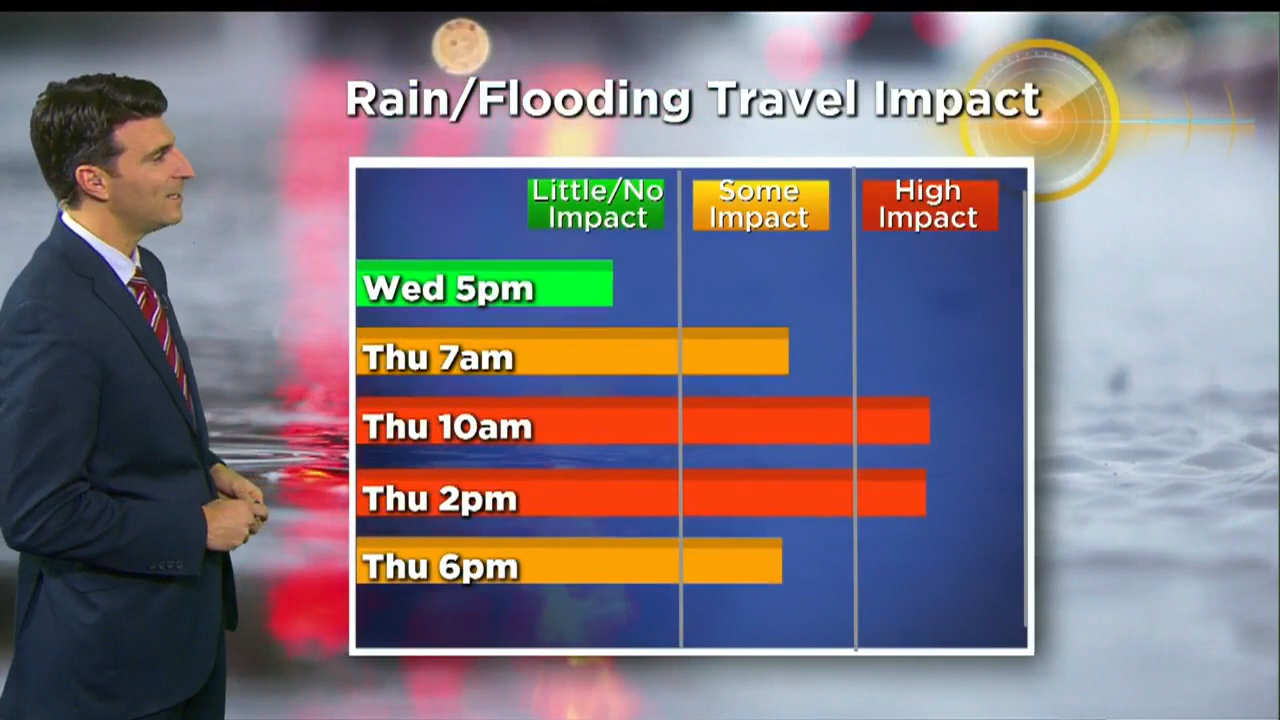 Rain/Flooding Travel Impact
Little/No Some High
Impact Impact Impact
Wed 5pm
Thu 7am
Thu 10am
Thu 2pm
Thu 6pm